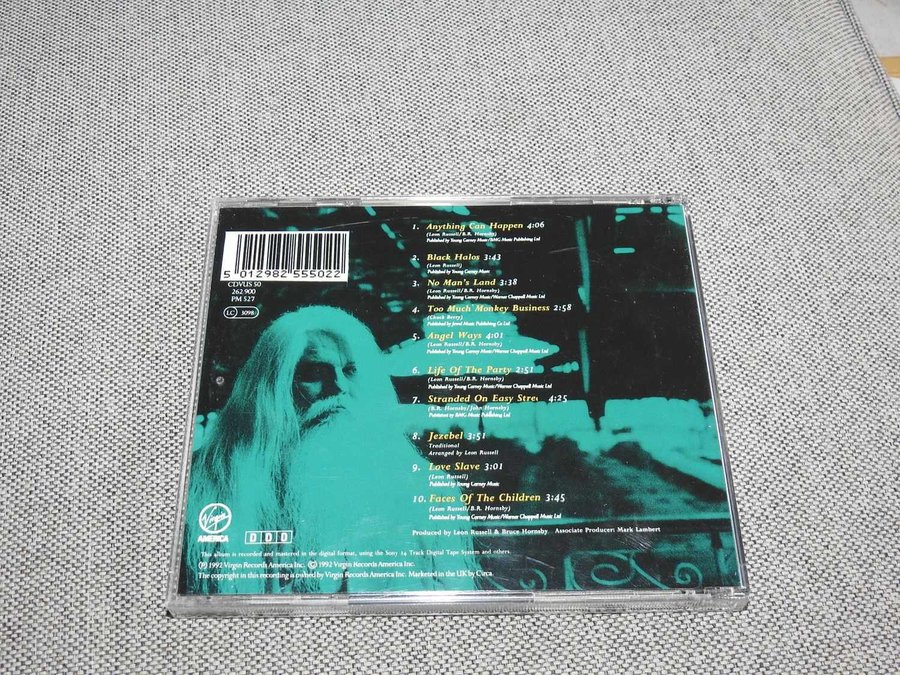 5 012982 555022
CDVUS 50
262 900
PM 527
LC 3098
1. Anything Can Happen 4:06
(Leon Russell/B.R. Hornsby)
Published by Young Carney Music/BMG Music Publishing Ltd
2. Black Halos 3:43
(Leon Russell)
Published by Young Carney Music
3. No Man's Land 3:38
(Leon Russell/B.R. Hornsby)
Published by Young Carney Music/Warner Chappell Music Ltd
4. Too Much Monkey Business 2:58
(Chuck Berry)
Published by Jewel Music Publishing Co Ltd
5. Angel Ways 4:01
(Leon Russell/B.R. Hornsby)
Published by Young Carney Music/Warner Chappell Music Ltd
6. Life Of The Party 2:51
(Leon Russell/B.R. Hornsby)
Published by Young Carney Music/Warner Chappell Music Ltd
7. Stranded On Easy Stree 4:25
(B.R. Hornsby/John Hornsby)
Published by BMG Music Publishing Ltd
8. Jezebel 3:51
Traditional
Arranged by Leon Russell
9. Love Slave 3:01
(Leon Russell)
Published by Young Carney Music
10. Faces Of The Children 3:45
(Leon Russell/B.R. Hornsby)
Published by Young Carney Music/Warner Chappell Music Ltd
Produced by Leon Russell & Bruce Hornsby. Associate Producer: Mark Lambert
Virgin
AMERICA
DDD
This album is recorded and mastered in the digital format, using the Sony 24 Track Digital Tape System and others.
℗ 1992 Virgin Records America Inc. © 1992 Virgin Records America Inc.
The copyright in this recording is owned by Virgin Records America Inc. Marketed in the UK by Circa.